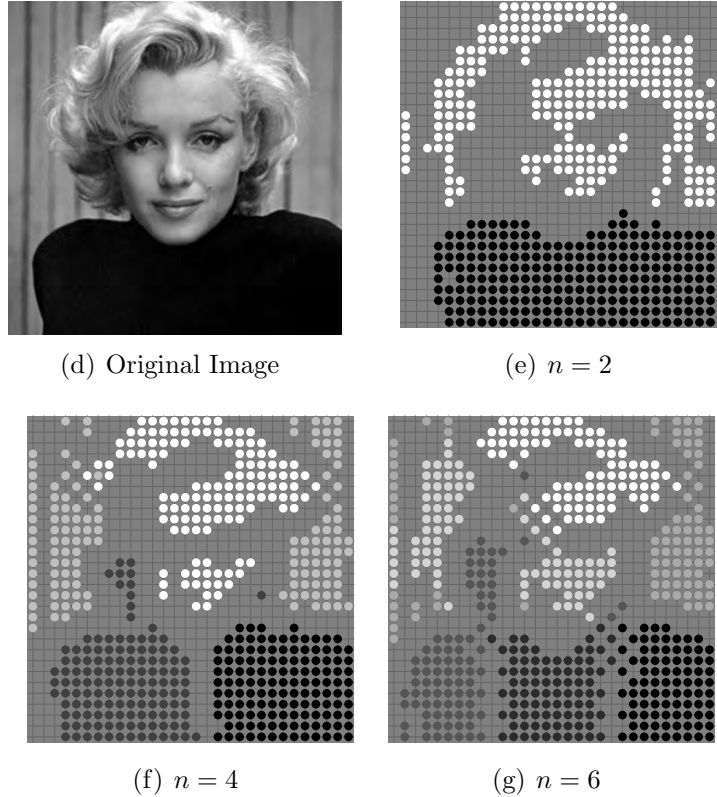 (d) Original Image
(e) n = 2
(f) n = 4
(g) n = 6